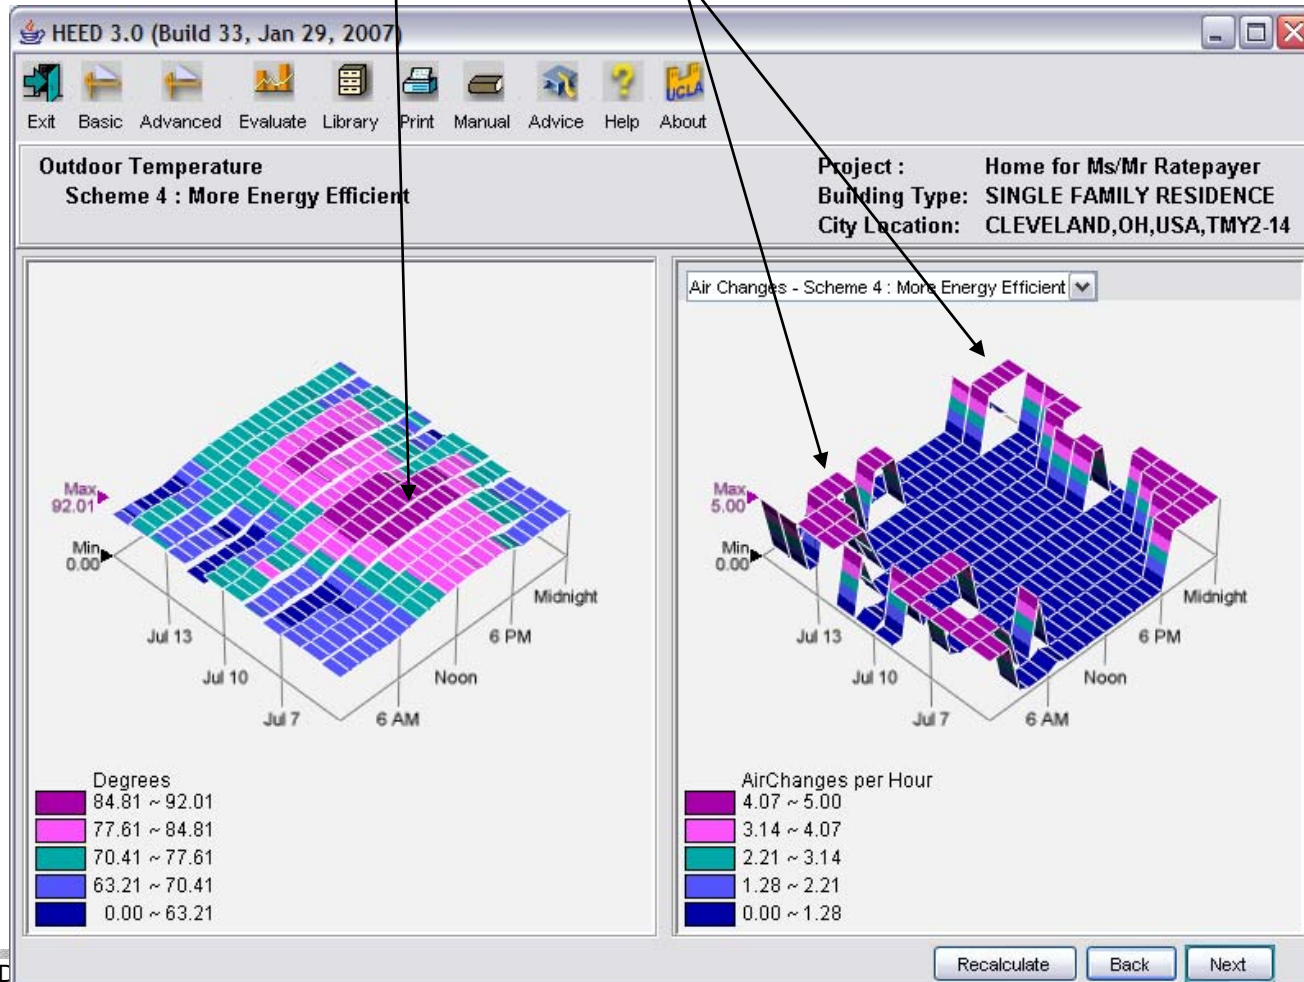 HEED 3.0 (Build 33, Jan 29, 2007)
Exit Basic Advanced Evaluate Library Print Manual Advice Help About
UCLA
Outdoor Temperature
Scheme 4 : More Energy Efficient
Project : Home for Ms/Mr Ratepayer
Building Type: SINGLE FAMILY RESIDENCE
City Location: CLEVELAND,OH,USA,TMY2-14
Max
92.01
Min
0.00
Jul 13
Jul 10
Jul 7
6 AM
Noon
6 PM
Midnight
Degrees
84.81 ~ 92.01
77.61 ~ 84.81
70.41 ~ 77.61
63.21 ~ 70.41
0.00 ~ 63.21
Air Changes - Scheme 4 : More Energy Efficient
Max
5.00
Min
0.00
Jul 13
Jul 10
Jul 7
6 AM
Noon
6 PM
Midnight
AirChanges per Hour
4.07 ~ 5.00
3.14 ~ 4.07
2.21 ~ 3.14
1.28 ~ 2.21
0.00 ~ 1.28
Recalculate Back Next